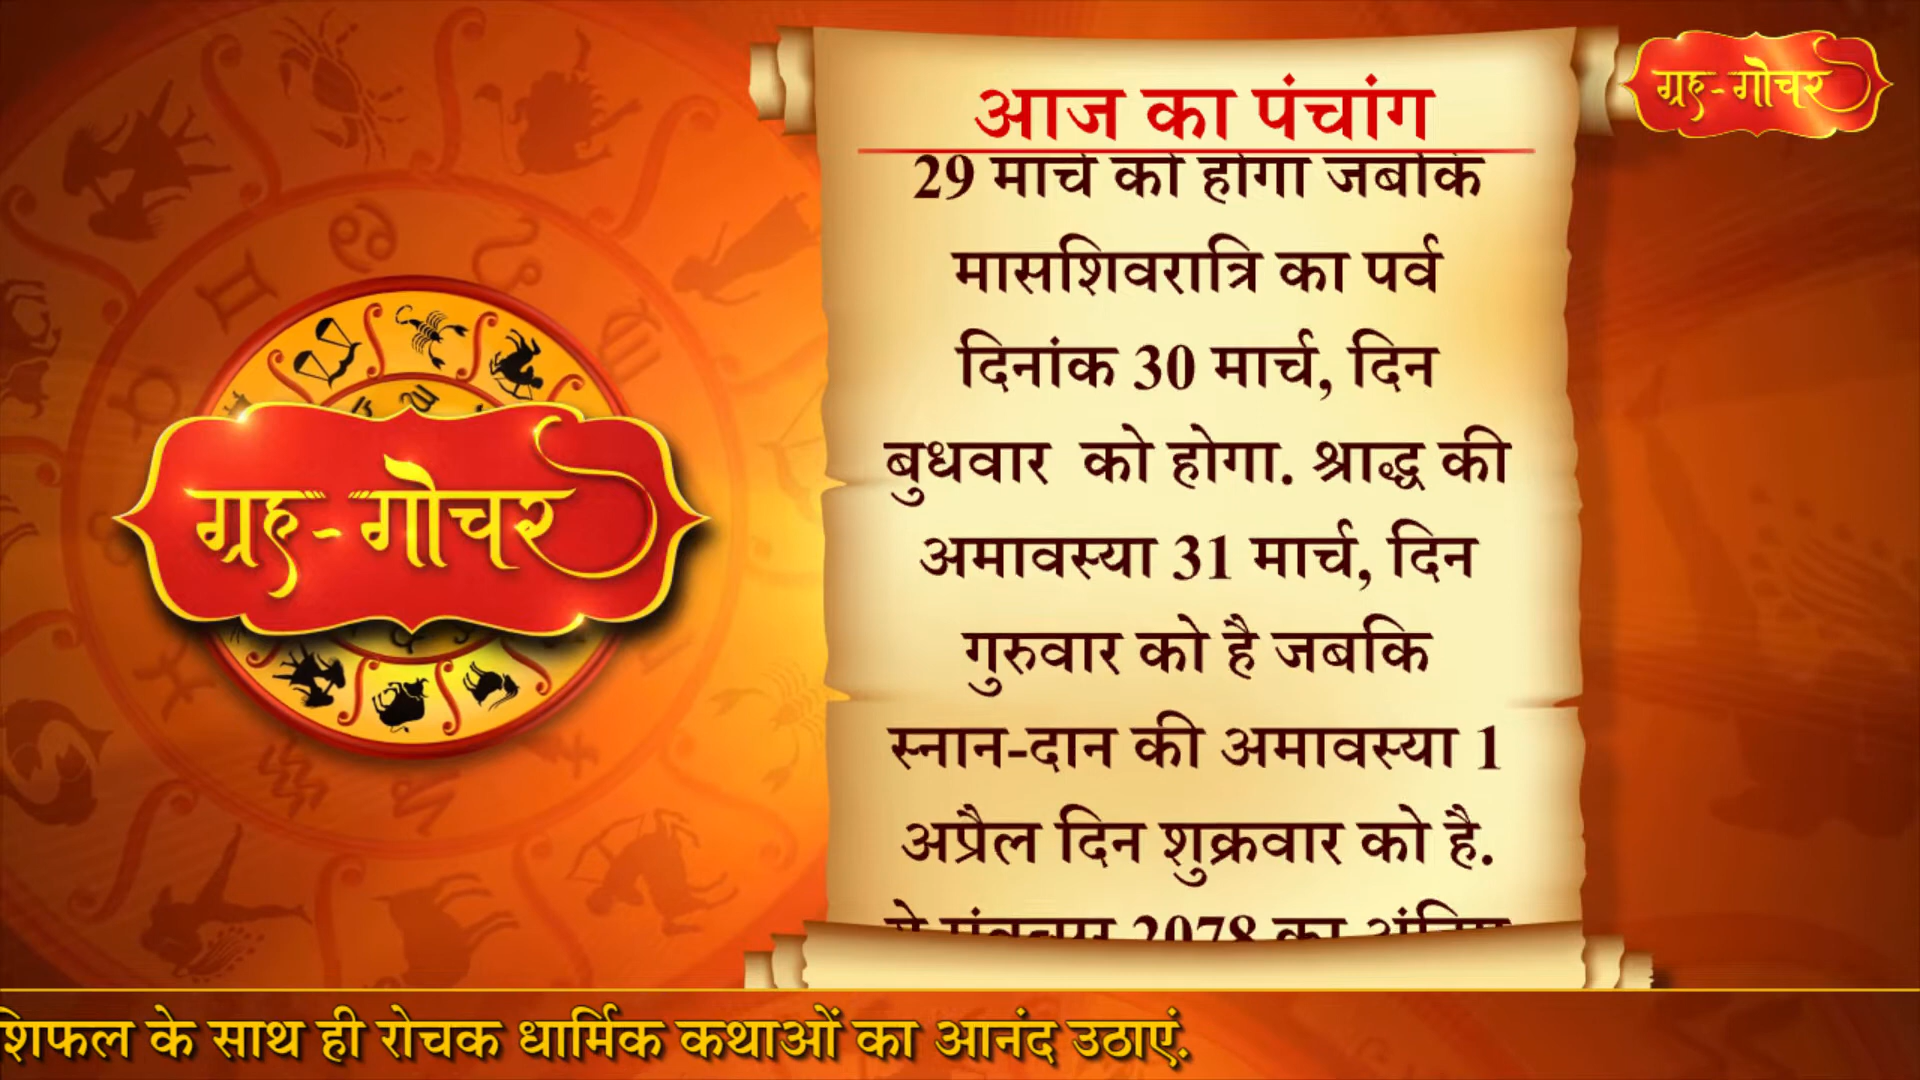 आज का पंचांग
ग्रह-गोचर
29 मार्च को होगा जबकि
मासशिवरात्रि का पर्व
दिनांक 30 मार्च, दिन
बुधवार को होगा. श्राद्ध की
अमावस्या 31 मार्च, दिन
गुरुवार को है जबकि
स्नान-दान की अमावस्या 1
अप्रैल दिन शुक्रवार को है.
2078 का
ग्रह-गोचर
शिफल के साथ ही रोचक धार्मिक कथाओं का आनंद उठाएं.